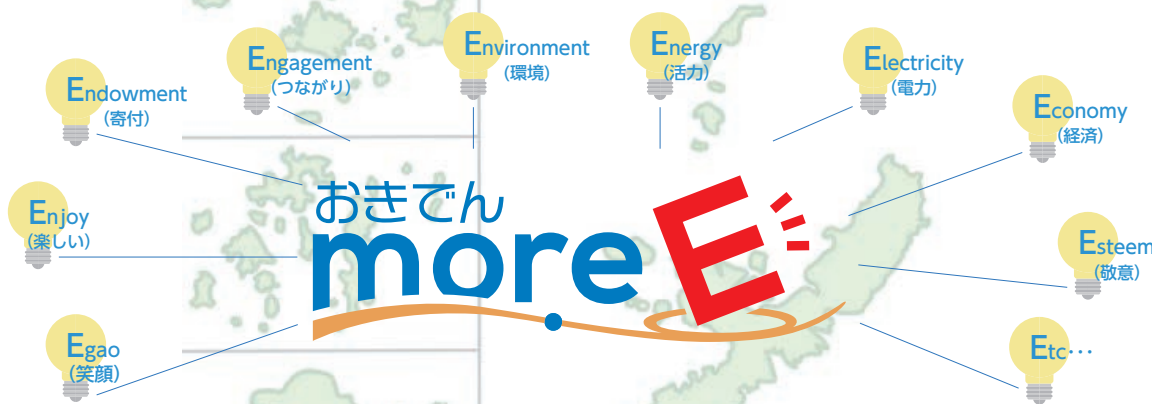 Endowment
(寄付)
Engagement
(つながり)
Environment
(環境)
Energy
(活力)
Electricity
(電力)
Economy
(経済)
Enjoy
(楽しい)
おきでん
more E
Esteem
(敬意)
Egao
(笑顔)
Etc…